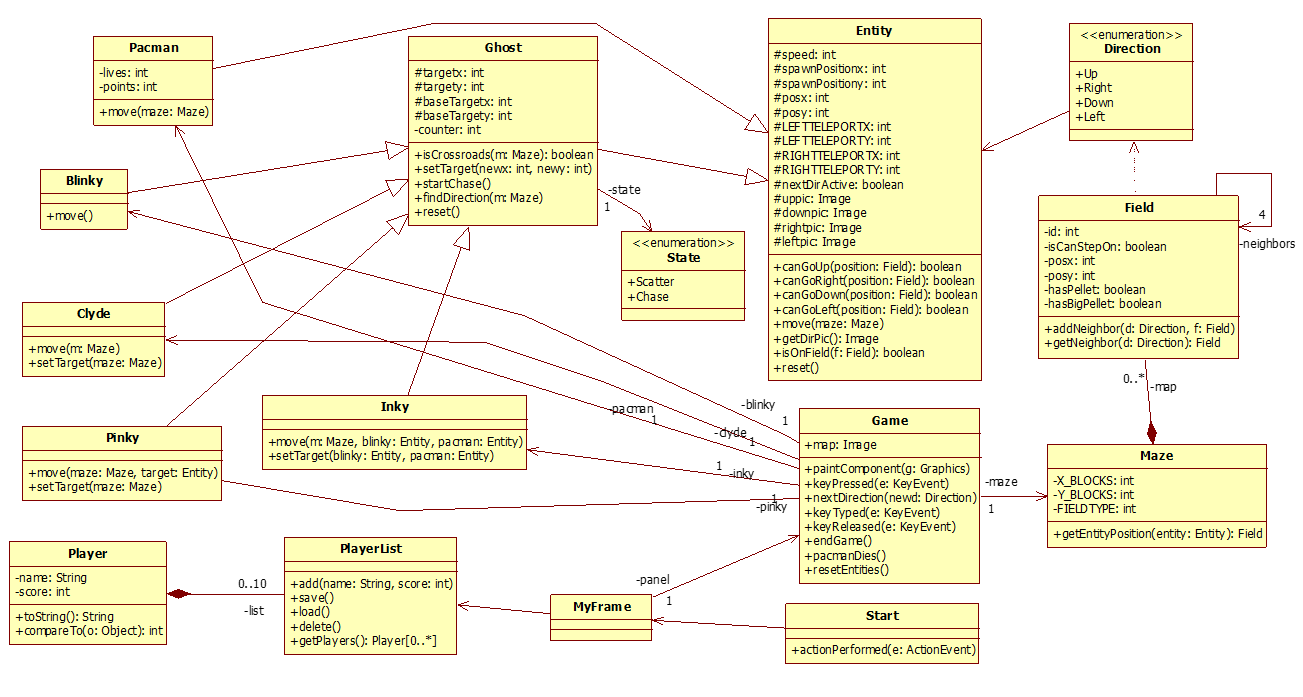 Pacman
-lives: int
-points: int
+move(maze: Maze)
Ghost
#targetx: int
#targety: int
#baseTargetx: int
#baseTargety: int
-counter: int
+isCrossroads(m: Maze): boolean
+setTarget(newx: int, newy: int)
+startChase()
+findDirection(m: Maze)
+reset()
Entity
#speed: int
#spawnPositionx: int
#spawnPositiony: int
#posx: int
#posy: int
#LEFTTELEPORTX: int
#LEFTTELEPORTY: int
#RIGHTTELEPORTX: int
#RIGHTTELEPORTY: int
#nextDirActive: boolean
#uppic: Image
#downpic: Image
#rightpic: Image
#leftpic: Image
+canGoUp(position: Field): boolean
+canGoRight(position: Field): boolean
+canGoDown(position: Field): boolean
+canGoLeft(position: Field): boolean
+move(maze: Maze)
+getDirPic(): Image
+isOnField(f: Field): boolean
+reset()
<<enumeration>>
Direction
+Up
+Right
+Down
+Left
Blinky
+move()
-state
1
<<enumeration>>
State
+Scatter
+Chase
Field
-id: int
-isCanStepOn: boolean
-posx: int
-posy: int
-hasPellet: boolean
-hasBigPellet: boolean
+addNeighbor(d: Direction, f: Field)
+getNeighbor(d: Direction): Field
4
-neighbors
Clyde
+move(m: Maze)
+setTarget(maze: Maze)
0..*
-map
Inky
+move(m: Maze, blinky: Entity, pacman: Entity)
+setTarget(blinky: Entity, pacman: Entity)
-pacman
1
-blinky
1
-clyde
1
1
-inky
1
-pinky
Pinky
+move(maze: Maze, target: Entity)
+setTarget(maze: Maze)
Game
+map: Image
+paintComponent(g: Graphics)
+keyPressed(e: KeyEvent)
+nextDirection(newd: Direction)
+keyTyped(e: KeyEvent)
+keyReleased(e: KeyEvent)
+endGame()
+pacmanDies()
+resetEntities()
-maze
1
Maze
-X_BLOCKS: int
-Y_BLOCKS: int
-FIELDTYPE: int
+getEntityPosition(entity: Entity): Field
Player
-name: String
-score: int
+toString(): String
+compareTo(o: Object): int
0..10
-list
PlayerList
+add(name: String, score: int)
+save()
+load()
+delete()
+getPlayers(): Player[0..*]
-panel
1
MyFrame
Start
+actionPerformed(e: ActionEvent)